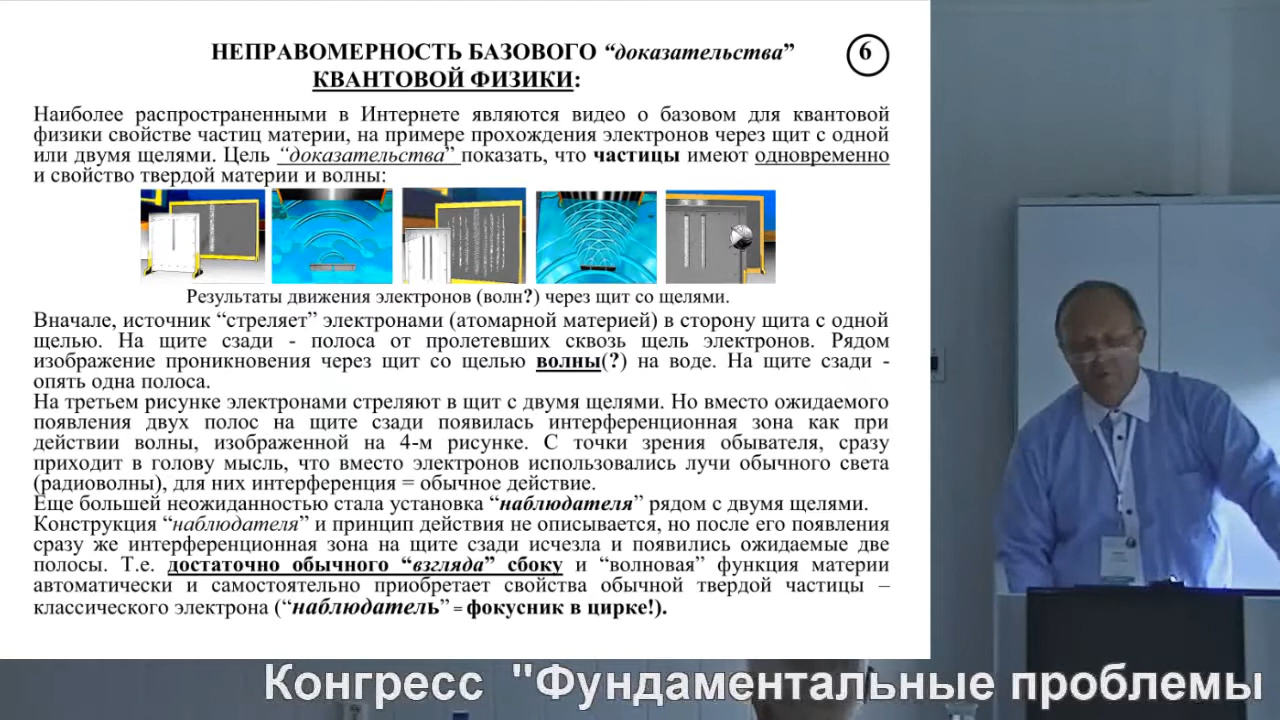 НЕПРАВОМЕРНОСТЬ БАЗОВОГО “доказательства”
6
КВАНТОВОЙ ФИЗИКИ:
Наиболее распространенными в Интернете являются видео о базовом для квантовой
физики свойстве частиц материи, на примере прохождения электронов через щит с одной
или двумя щелями. Цель “доказательства” показать, что частицы имеют одновременно
и свойство твердой материи и волны:
Результаты движения электронов (волн?) через щит со щелями.
Вначале, источник “стреляет” электронами (атомарной материей) в сторону щита с одной
щелью. На щите сзади - полоса от пролетевших сквозь щель электронов. Рядом
изображение проникновения через щит со щелью волны(?) на воде. На щите сзади -
опять одна полоса.
На третьем рисунке электронами стреляют в щит с двумя щелями. Но вместо ожидаемого
появления двух полос на щите сзади появилась интерференционная зона как при
действии волны, изображенной на 4-м рисунке. С точки зрения обывателя, сразу
приходит в голову мысль, что вместо электронов использовались лучи обычного света
(радиоволны), для них интерференция = обычное действие.
Еще большей неожиданностью стала установка “наблюдателя” рядом с двумя щелями.
Конструкция “наблюдателя” и принцип действия не описывается, но после его появления
сразу же интерференционная зона на щите сзади исчезла и появились ожидаемые две
полосы. Т.е. достаточно обычного “взгляда” сбоку и “волновая” функция материи
автоматически и самостоятельно приобретает свойства обычной твердой частицы –
классического электрона (“наблюдатель” = фокусник в цирке!).
Конгресс "Фундаментальные проблемы